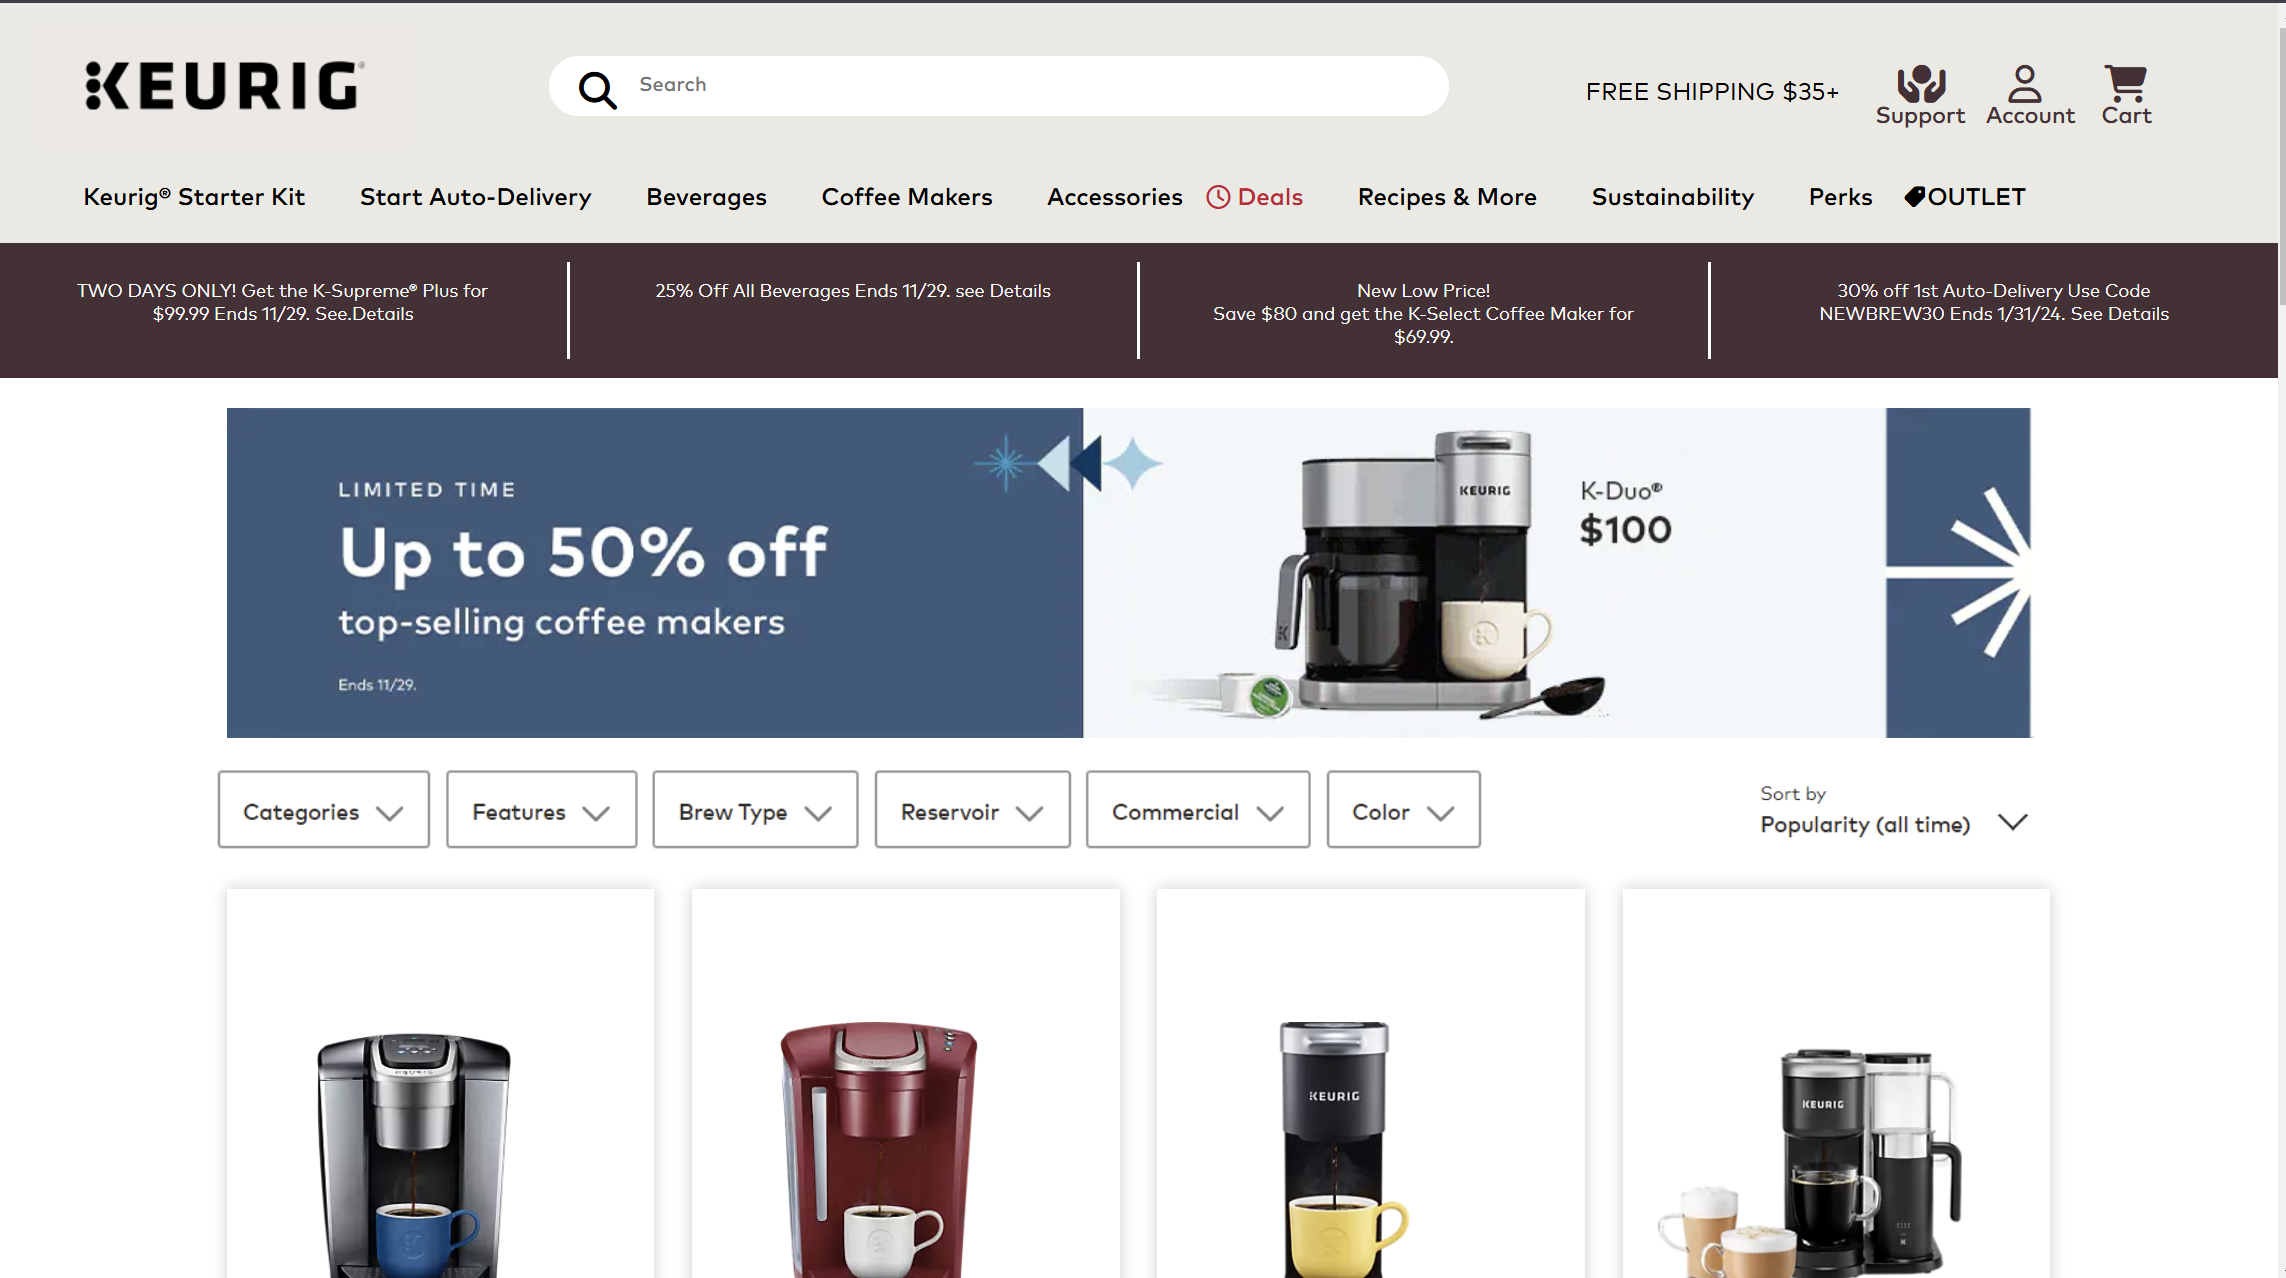 KEURIG®
Search
FREE SHIPPING $35+
Support
Account
Cart
Keurig® Starter Kit
Start Auto-Delivery
Beverages
Coffee Makers
Accessories
Deals
Recipes & More
Sustainability
Perks
OUTLET
TWO DAYS ONLY! Get the K-Supreme® Plus for
$99.99 Ends 11/29. See.Details
25% Off All Beverages Ends 11/29. see Details
New Low Price!
Save $80 and get the K-Select Coffee Maker for
$69.99.
30% off 1st Auto-Delivery Use Code
NEWBREW30 Ends 1/31/24. See Details
LIMITED TIME
Up to 50% off
top-selling coffee makers
Ends 11/29.
KEURIG
K-Duo®
$100
Categories
Features
Brew Type
Reservoir
Commercial
Color
Sort by
Popularity (all time)
KEURIG
KEURIG
KEURIG